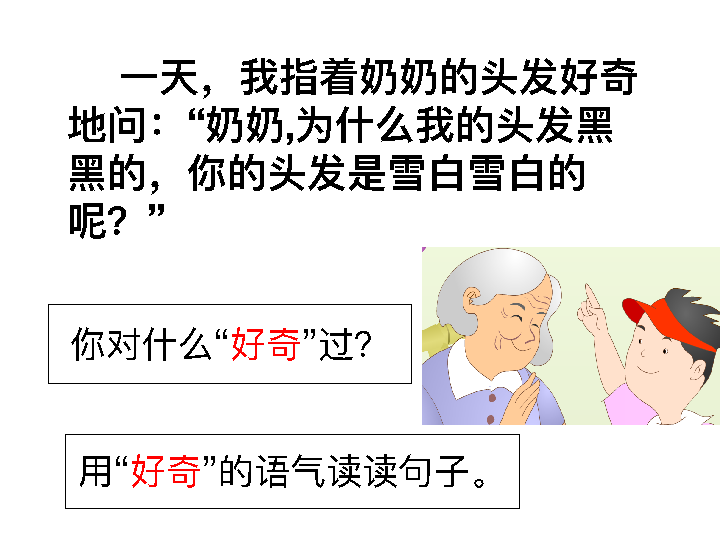 一天，我指着奶奶的头发好奇
地问：“奶奶,为什么我的头发黑
黑的，你的头发是雪白雪白的
呢？”
你对什么“好奇”过?
用“好奇”的语气读读句子。